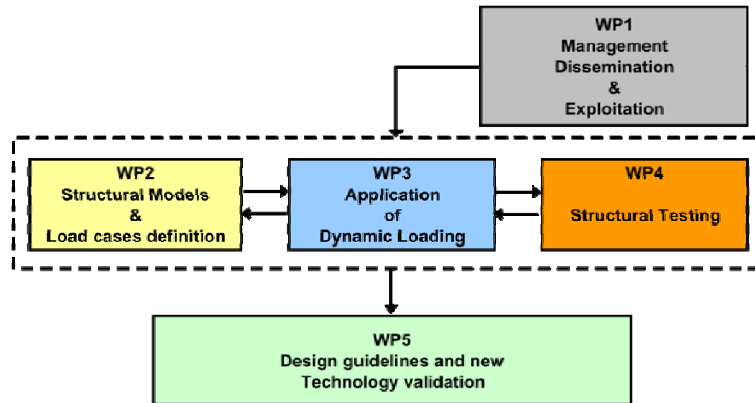 WP1
Management
Dissemination
&
Exploitation
WP2
Structural Models
&
Load cases definition
WP3
Application
of
Dynamic Loading
WP4
Structural Testing
WP5
Design guidelines and new
Technology validation